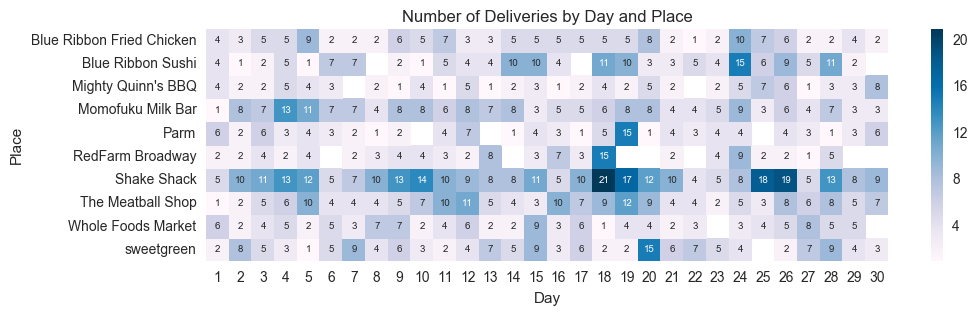 Number of Deliveries by Day and Place
Blue Ribbon Fried Chicken 4 3 5 5 9 2 2 2 6 5 7 3 3 5 5 5 5 5 5 8 2 1 2 10 7 6 2 2 4 2
Blue Ribbon Sushi 4 1 2 5 1 7 7 2 1 5 4 4 10 10 4 11 10 3 3 5 4 15 6 9 5 11 2
Mighty Quinn's BBQ 4 2 2 5 4 3 2 1 4 1 5 1 2 3 1 2 4 2 5 2 2 5 7 6 1 3 3 8
Momofuku Milk Bar 1 8 7 13 11 7 7 4 8 8 6 8 7 8 3 5 5 6 8 8 4 4 5 9 3 6 4 7 3 3
Parm 6 2 6 3 4 3 2 1 2 4 7 1 4 3 1 5 15 1 4 3 4 4 4 3 1 3 6
RedFarm Broadway 2 2 4 2 4 2 3 4 4 3 2 8 3 7 3 15 2 4 9 2 2 1 5
Shake Shack 5 10 11 13 12 5 7 10 13 14 10 9 8 8 11 5 10 21 17 12 10 4 5 8 18 19 5 13 8 9
The Meatball Shop 1 2 5 6 10 4 4 4 5 7 10 11 5 4 3 10 7 9 12 9 4 4 2 5 3 8 6 8 5 7
Whole Foods Market 6 2 4 5 2 5 3 7 7 2 4 6 2 2 9 3 6 1 4 4 2 3 3 4 5 8 5 5
sweetgreen 2 8 5 3 1 5 9 4 6 3 2 4 7 5 9 3 6 2 2 15 6 7 5 4 2 7 9 4 3
1 2 3 4 5 6 7 8 9 10 11 12 13 14 15 16 17 18 19 20 21 22 23 24 25 26 27 28 29 30
Day
Place
20
16
12
8
4